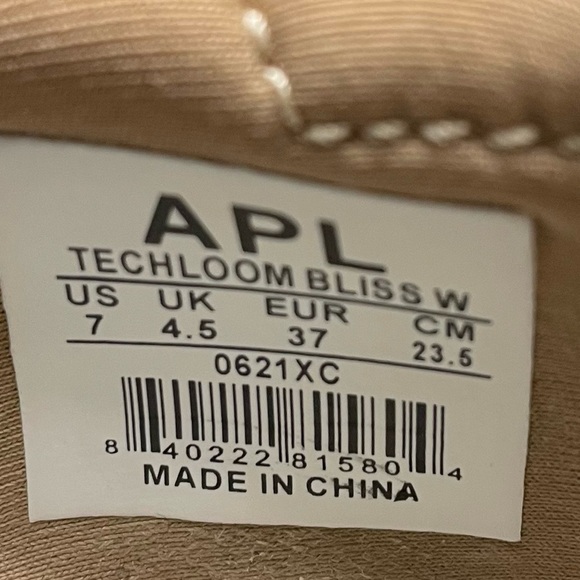 APL
TECHLOOM BLISS W
US UK EUR CM
7 4.5 37 23.5
0621XC
8 40222 81580 4
MADE IN CHINA